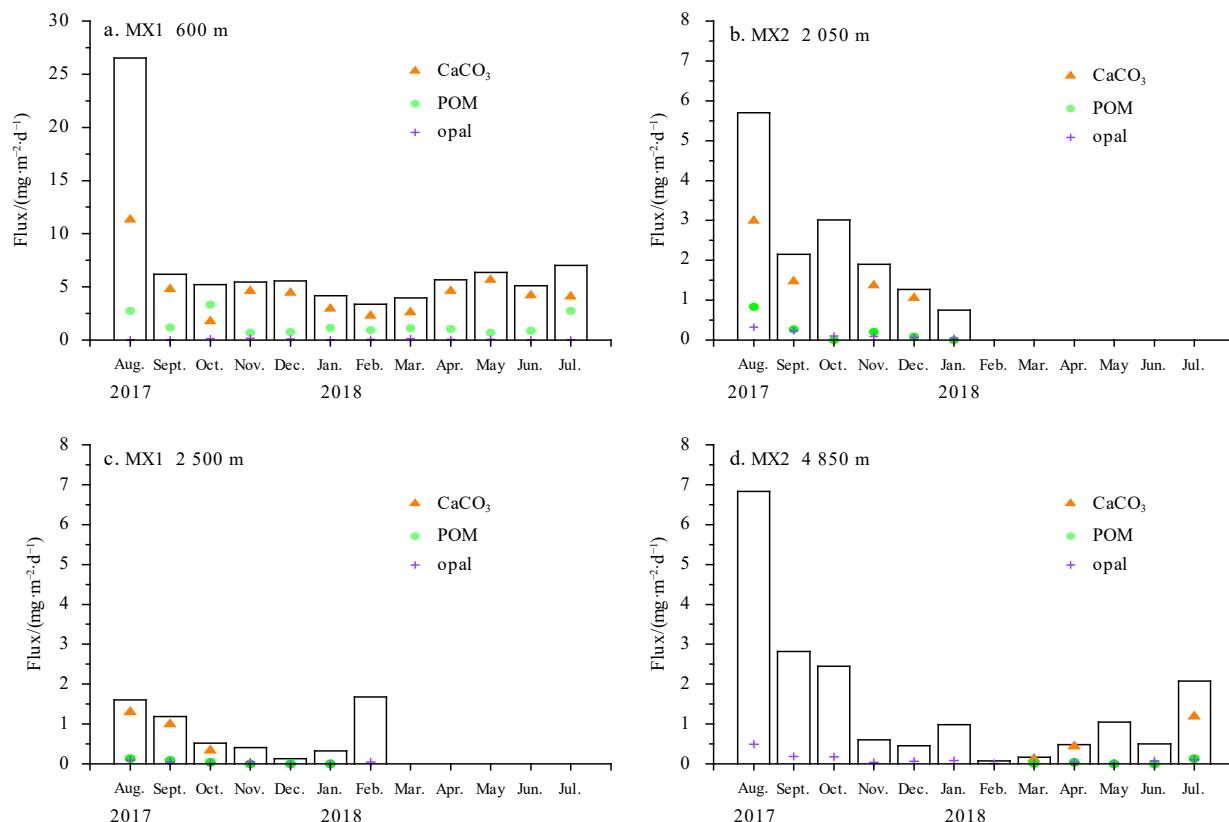 a. MX1 600 m
CaCO₃
POM
opal
Flux/(mg·m⁻²·d⁻¹)
30
25
20
15
10
5
0
Aug. Sept. Oct. Nov. Dec. Jan. Feb. Mar. Apr. May Jun. Jul.
2017 2018
b. MX2 2 050 m
CaCO₃
POM
opal
Flux/(mg·m⁻²·d⁻¹)
8
7
6
5
4
3
2
1
0
Aug. Sept. Oct. Nov. Dec. Jan. Feb. Mar. Apr. May Jun. Jul.
2017 2018
c. MX1 2 500 m
CaCO₃
POM
opal
Flux/(mg·m⁻²·d⁻¹)
8
7
6
5
4
3
2
1
0
Aug. Sept. Oct. Nov. Dec. Jan. Feb. Mar. Apr. May Jun. Jul.
2017 2018
d. MX2 4 850 m
CaCO₃
POM
opal
Flux/(mg·m⁻²·d⁻¹)
8
7
6
5
4
3
2
1
0
Aug. Sept. Oct. Nov. Dec. Jan. Feb. Mar. Apr. May Jun. Jul.
2017 2018